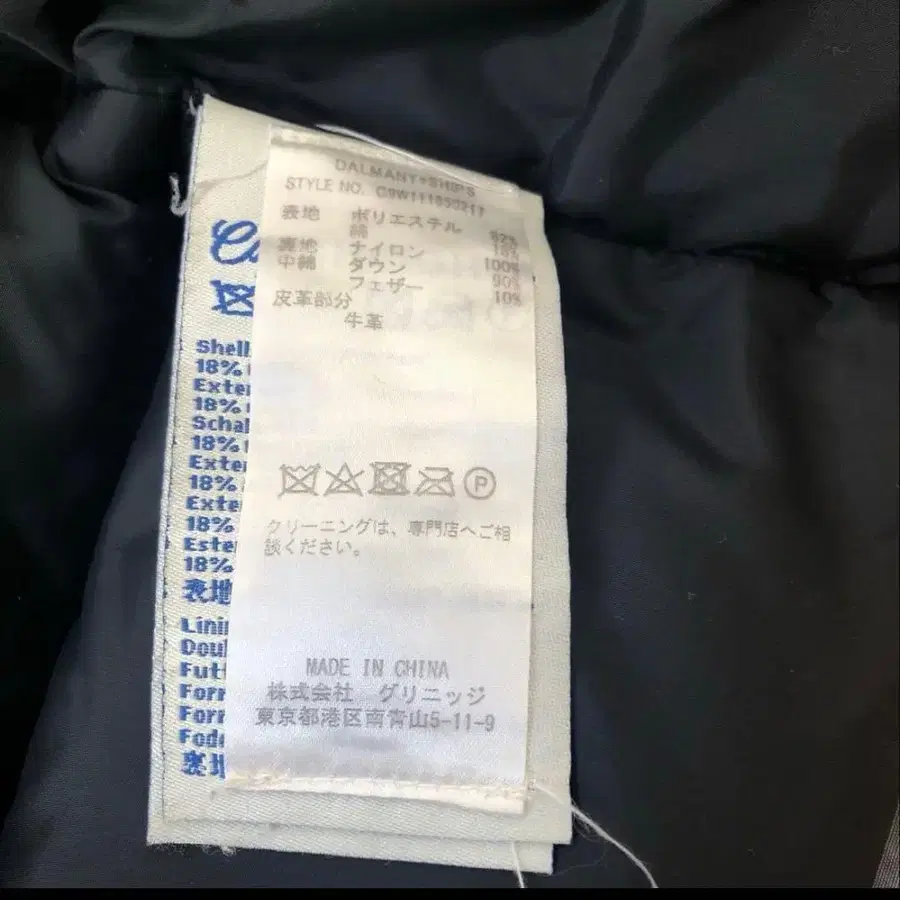 DALMANT+SHIPS
STYLE NO.
表地 ポリエステル 82%
綿 18%
裏地 ナイロン 100%
中綿 ダウン 90%
フェザー 10%
皮革部分
牛革
P
クリーニングは、専門店へご相
談ください。
MADE IN CHINA
株式会社 グリニッジ
東京都港区南青山5-11-9
Shell
18%
Exte
18%
Schal
18%
Exter
18%
Exte
18%
Este
18%
表地
Linin
Doul
Futt
Forr
Forr
Fode
裏地